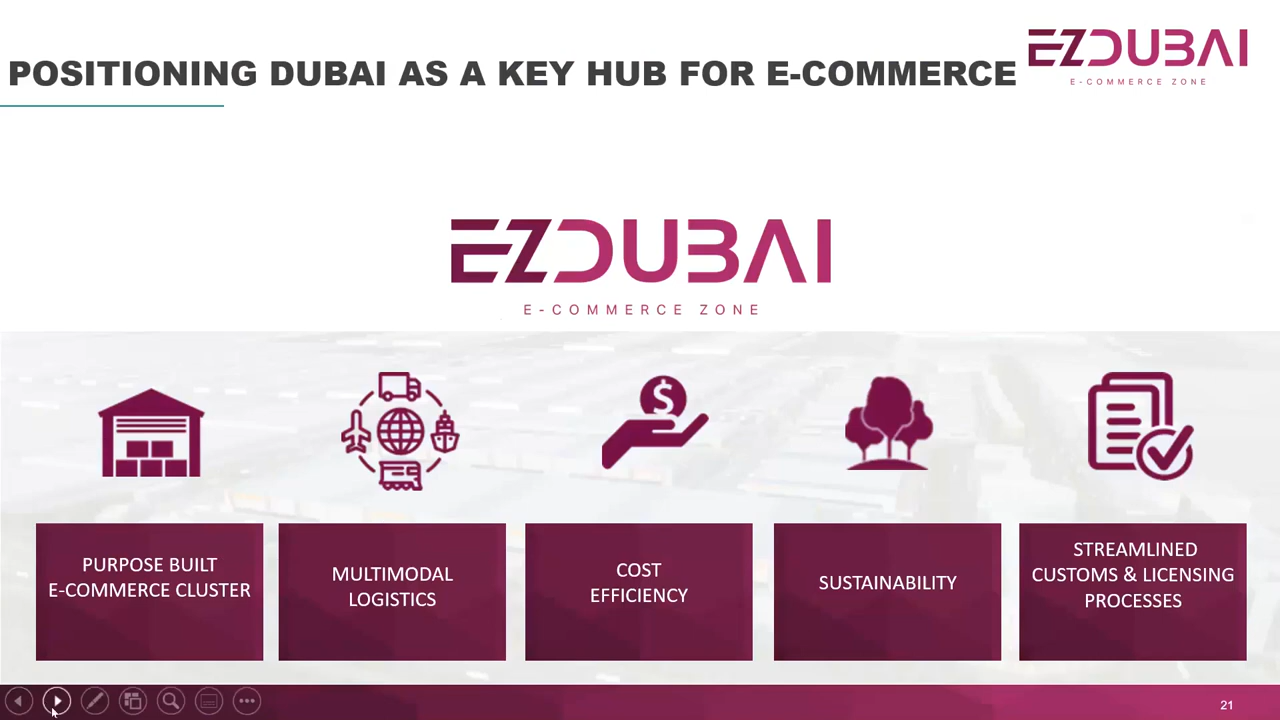 POSITIONING DUBAI AS A KEY HUB FOR E-COMMERCE
EZDUBAI
E-COMMERCE ZONE
EZDUBAI
E-COMMERCE ZONE
$
PURPOSE BUILT
E-COMMERCE CLUSTER
MULTIMODAL
LOGISTICS
COST
EFFICIENCY
SUSTAINABILITY
STREAMLINED
CUSTOMS & LICENSING
PROCESSES
21